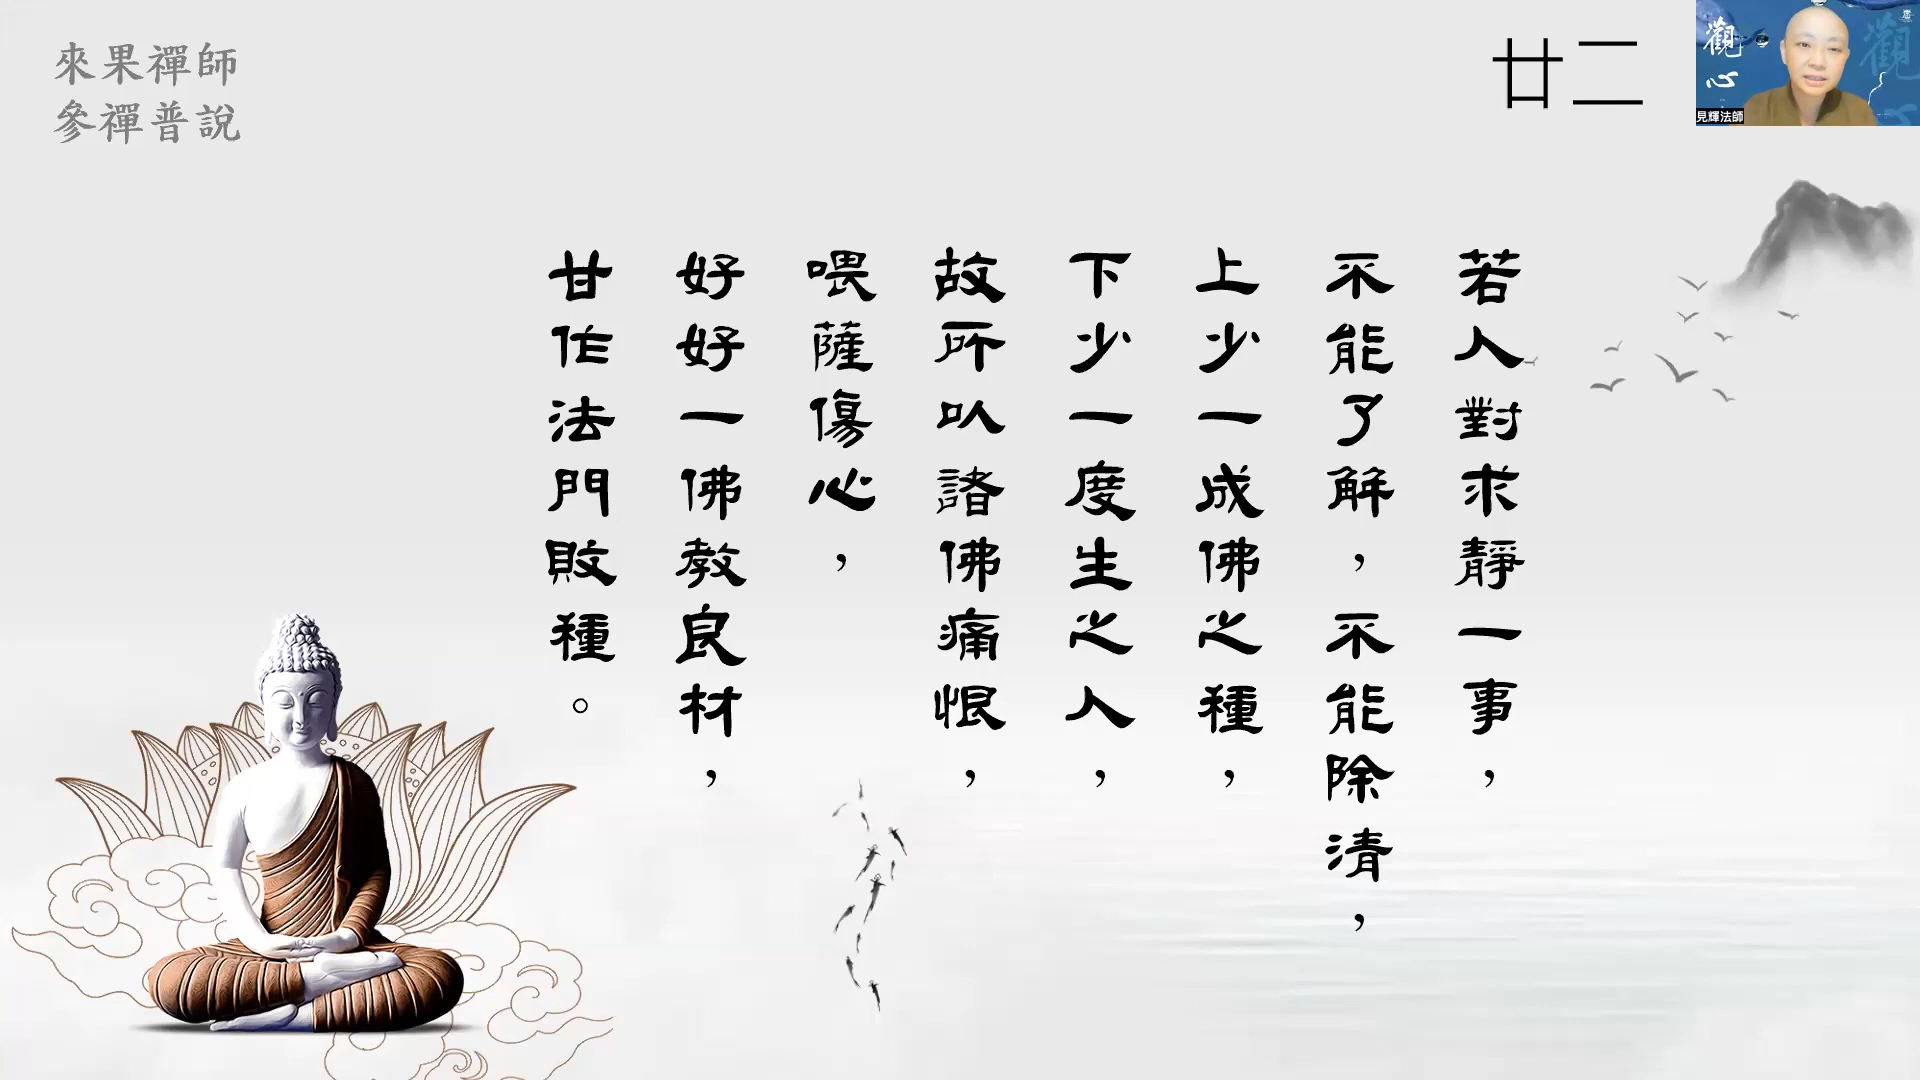 來果禪師
參禪普說
廿二
觀心
見輝法師
若人對求靜一事，
不能了解，不能除清，
上少一成佛之種，
下少一度生之人，
故所以諸佛痛恨，
喂薩傷心，
好好一佛教良材，
甘作法門敗種。